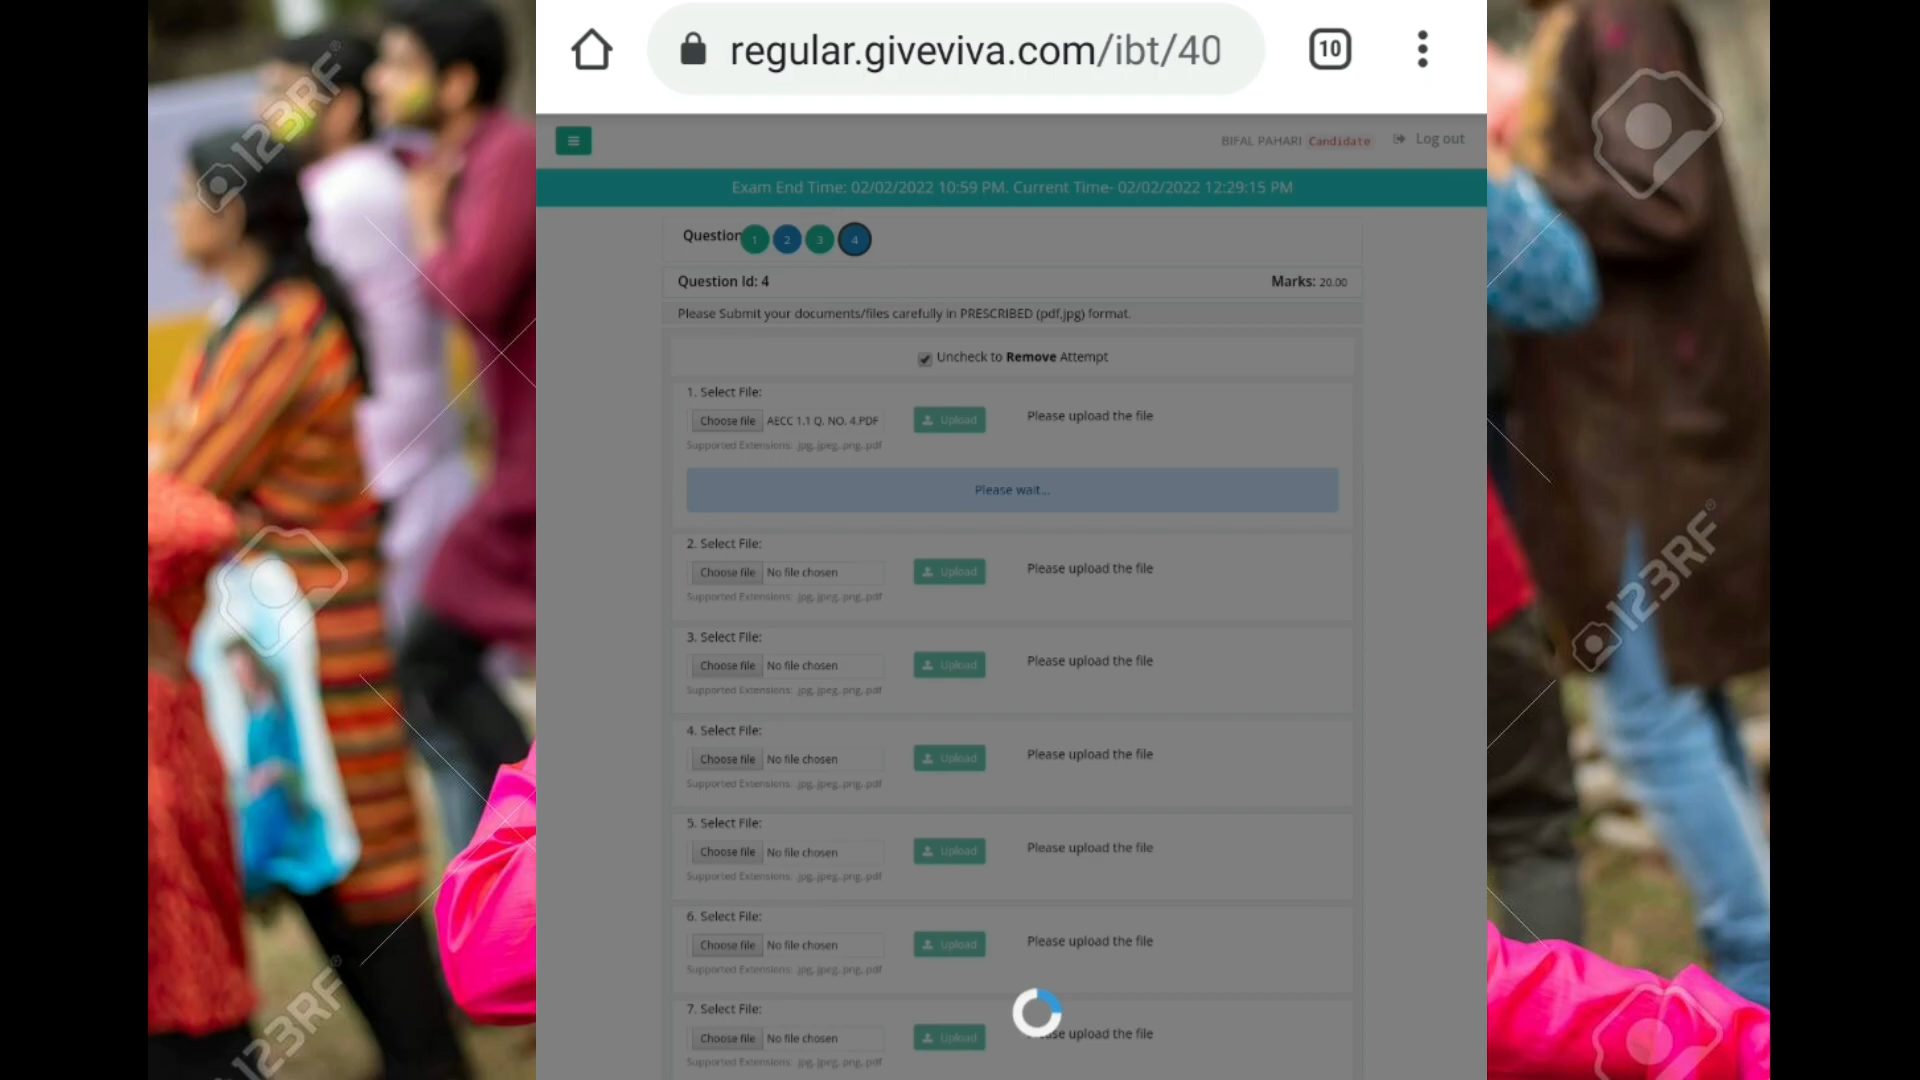 regular.giveviva.com/ibt/40
10
BIFAL PAHARI Candidate Log out
Exam End Time: 02/02/2022 10:59 PM. Current Time- 02/02/2022 12:29:15 PM
Question 1 2 3 4
Question Id: 4 Marks: 20.00
Please Submit your documents/files carefully in PRESCRIBED (pdf,jpg) format.
Uncheck to Remove Attempt
1. Select File:
Choose file AECC 1.1 Q. NO. 4.PDF Upload Please upload the file
Supported Extensions: .jpg,.jpeg,.png,.pdf
Please wait...
2. Select File:
Choose file No file chosen Upload Please upload the file
Supported Extensions: .jpg,.jpeg,.png,.pdf
3. Select File:
Choose file No file chosen Upload Please upload the file
Supported Extensions: .jpg,.jpeg,.png,.pdf
4. Select File:
Choose file No file chosen Upload Please upload the file
Supported Extensions: .jpg,.jpeg,.png,.pdf
5. Select File:
Choose file No file chosen Upload Please upload the file
Supported Extensions: .jpg,.jpeg,.png,.pdf
6. Select File:
Choose file No file chosen Upload Please upload the file
Supported Extensions: .jpg,.jpeg,.png,.pdf
7. Select File:
Choose file No file chosen Upload upload the file
Supported Extensions: .jpg,.jpeg,.png,.pdf
123RF
123RF
123RF